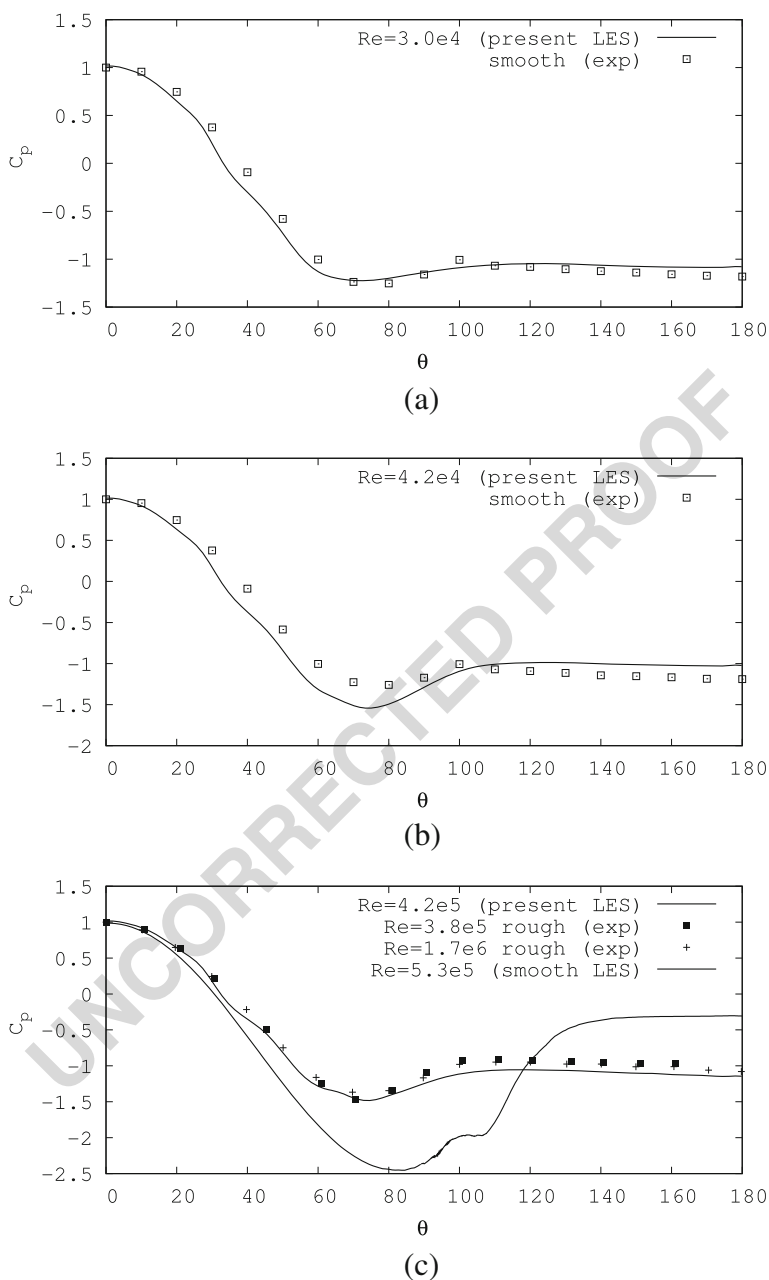 1.5
1
0.5
0
-0.5
-1
-1.5
Cp
Re=3.0e4 (present LES)
smooth (exp)
0 20 40 60 80 100 120 140 160 180
θ
(a)
1.5
1
0.5
0
-0.5
-1
-1.5
-2
Cp
Re=4.2e4 (present LES)
smooth (exp)
0 20 40 60 80 100 120 140 160 180
θ
(b)
1.5
1
0.5
0
-0.5
-1
-1.5
-2
-2.5
Cp
Re=4.2e5 (present LES)
Re=3.8e5 rough (exp)
Re=1.7e6 rough (exp)
Re=5.3e5 (smooth LES)
0 20 40 60 80 100 120 140 160 180
θ
(c)
UNCORRECTED PROOF